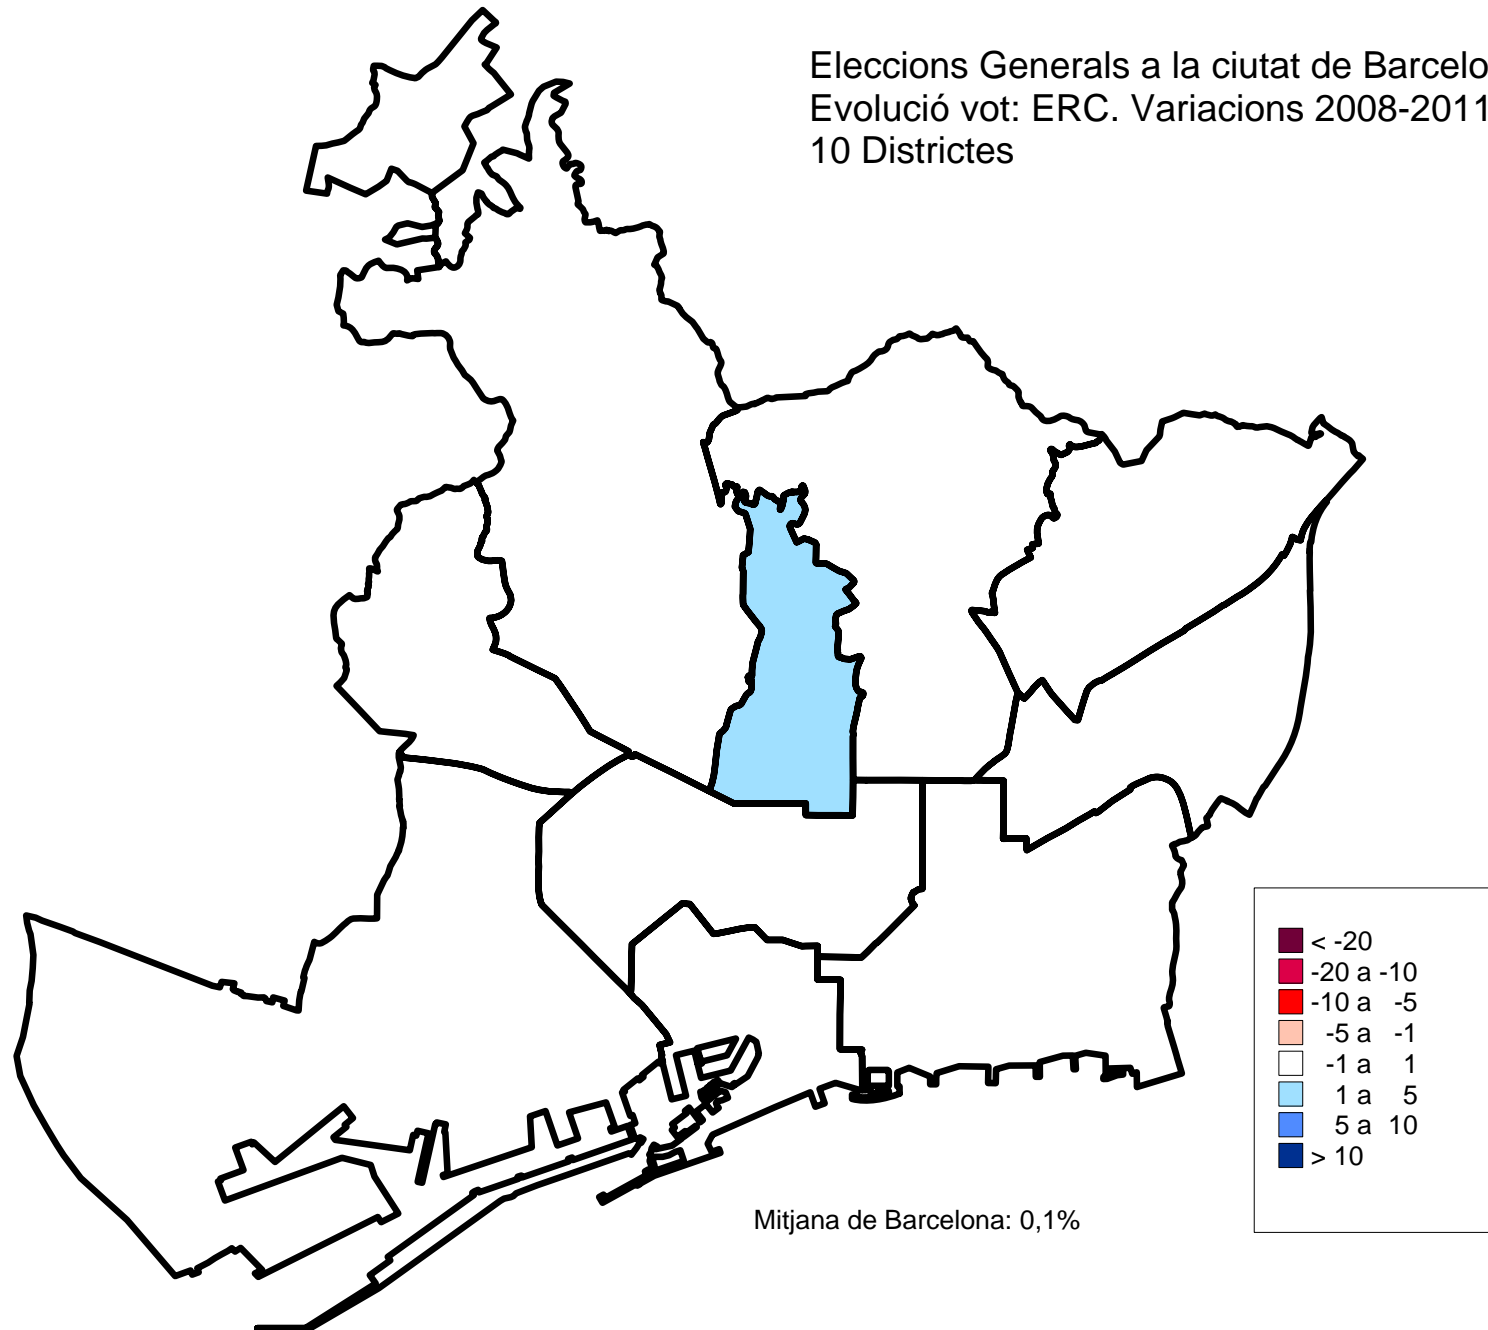 Eleccions Generals a la ciutat de Barcelo
Evolució vot: ERC. Variacions 2008-2011
10 Districtes
< -20
-20 a -10
-10 a -5
-5 a -1
-1 a 1
1 a 5
5 a 10
> 10
Mitjana de Barcelona: 0,1%